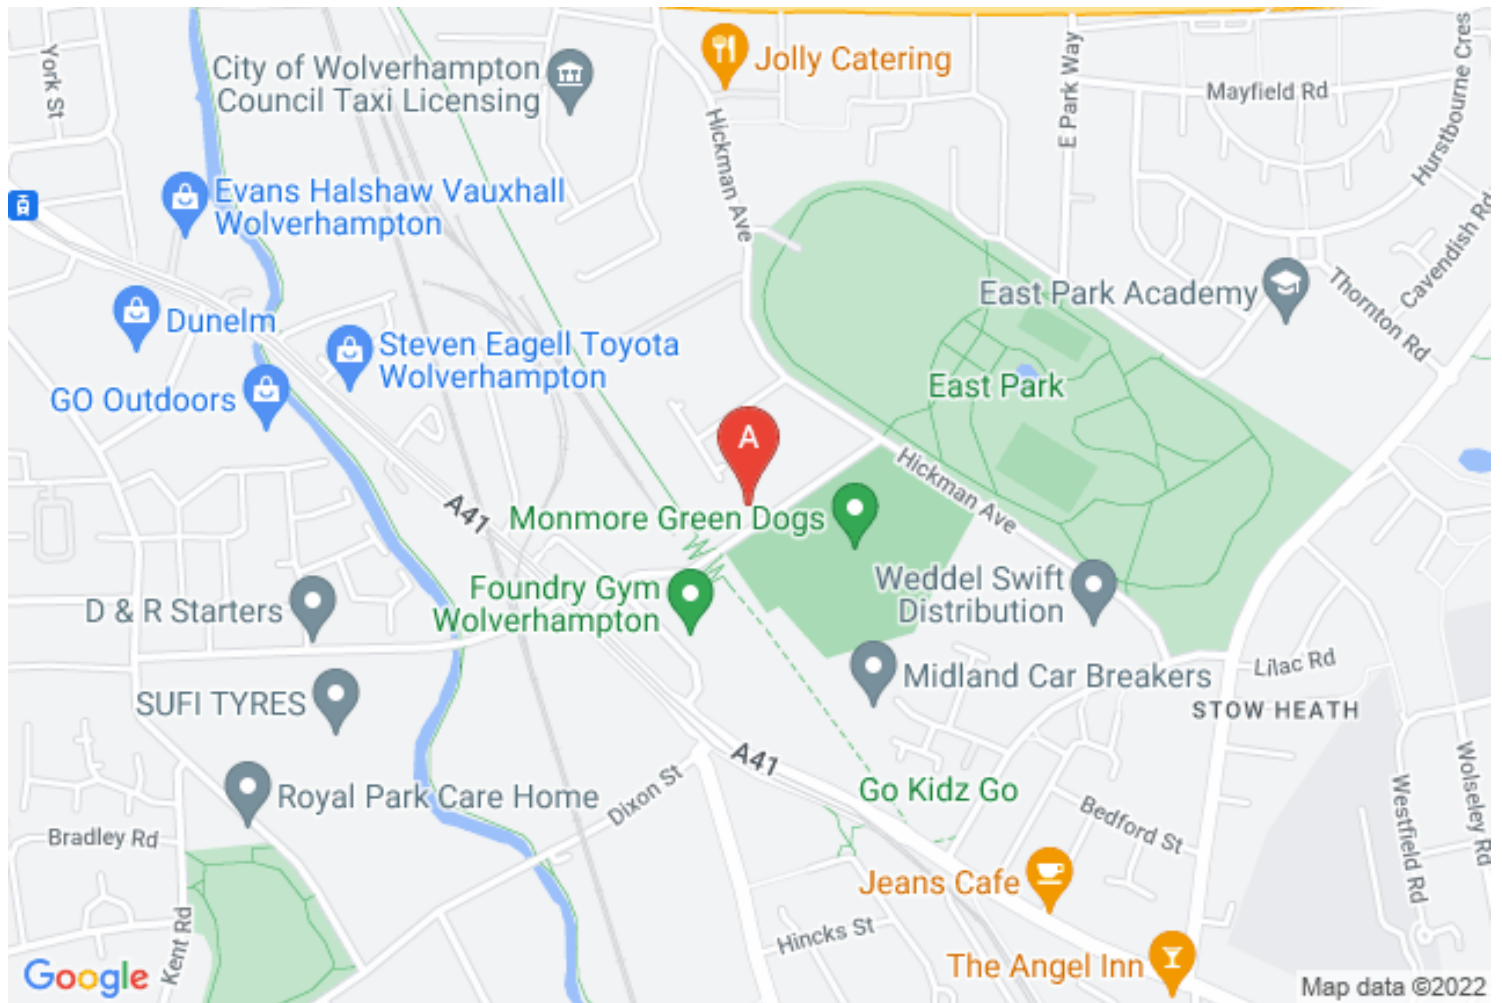 York St
City of Wolverhampton
Council Taxi Licensing
Jolly Catering
E Park Way
Mayfield Rd
Hurstbourne Cres
Hickman Ave
Evans Halshaw Vauxhall
Wolverhampton
Cavendish Rd
East Park Academy
Thornton Rd
Dunelm
Steven Eagell Toyota
Wolverhampton
GO Outdoors
East Park
A
Hickman Ave
A41
Monmore Green Dogs
Foundry Gym
Wolverhampton
Weddel Swift
Distribution
D & R Starters
Lilac Rd
Midland Car Breakers
SUFI TYRES
STOW HEATH
A41
Royal Park Care Home
Dixon St
Go Kidz Go
Bedford St
Westfield Rd
Wolseley Rd
Bradley Rd
Jeans Cafe
Kent Rd
Hincks St
The Angel Inn
Google
Map data ©2022